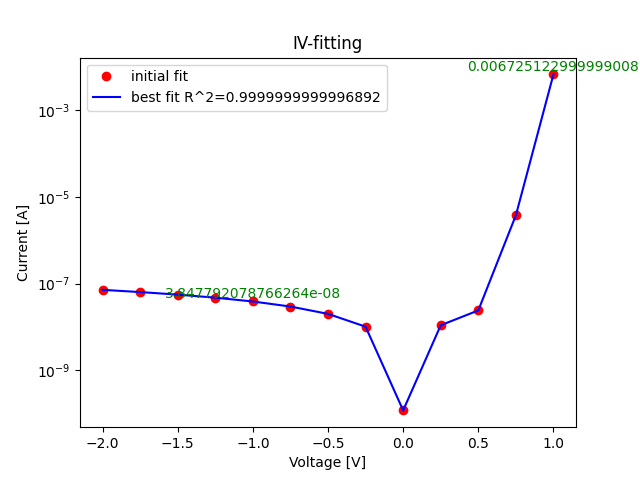 IV-fitting
0.006725122999999008
initial fit
best fit R^2=0.9999999999996892
10⁻³
10⁻⁵
10⁻⁷
10⁻⁹
Current [A]
3.847792078766264e-08
−2.0 −1.5 −1.0 −0.5 0.0 0.5 1.0
Voltage [V]